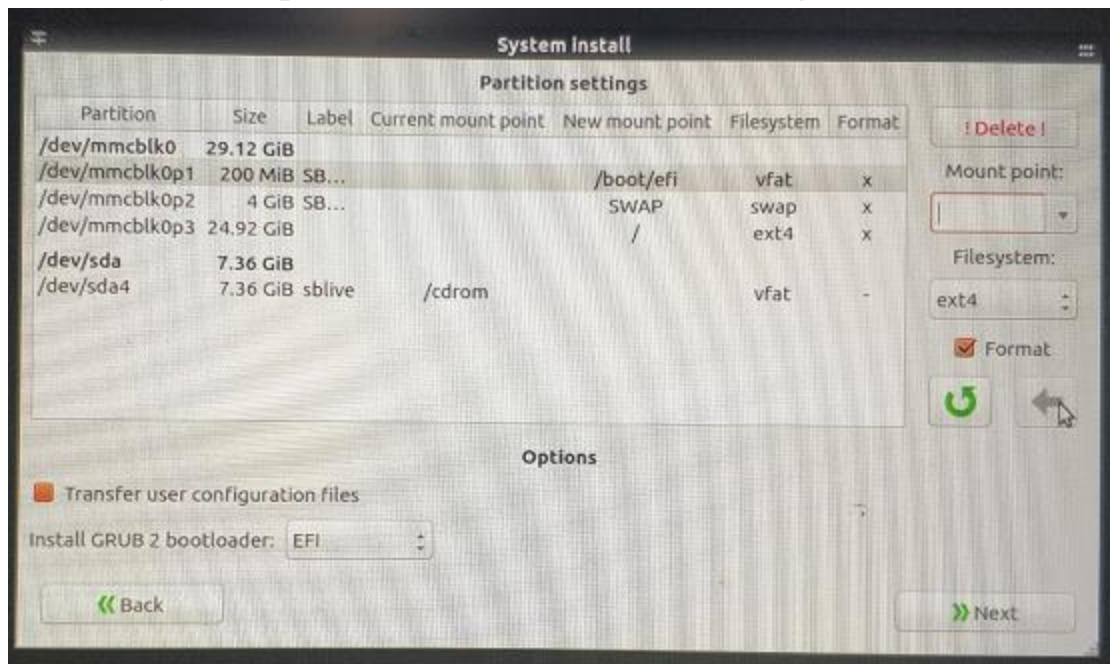 System Install
Partition settings
Partition Size Label Current mount point New mount point Filesystem Format
/dev/mmcblk0 29.12 GiB
/dev/mmcblk0p1 200 MiB SB... /boot/efi vfat x
/dev/mmcblk0p2 4 GiB SB... SWAP swap x
/dev/mmcblk0p3 24.92 GiB / ext4 x
/dev/sda 7.36 GiB
/dev/sda4 7.36 GiB sblive /cdrom vfat -
! Delete !
Mount point:
Filesystem:
ext4
Format
Options
Transfer user configuration files
Install GRUB 2 bootloader: EFI
Back
Next